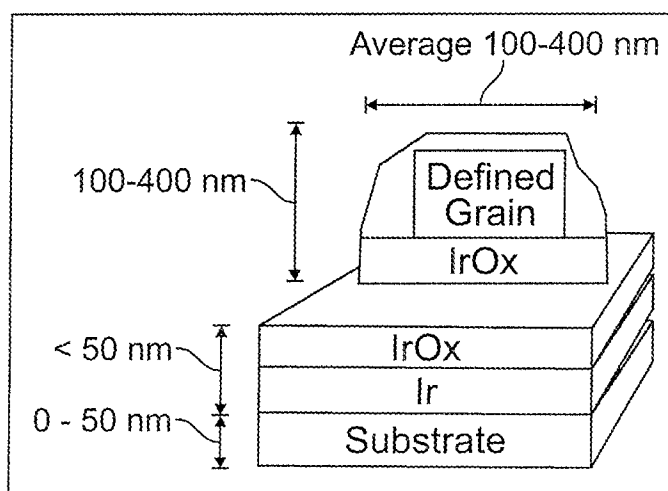 Average 100-400 nm
100-400 nm
Defined
Grain
IrOx
< 50 nm
IrOx
Ir
0 - 50 nm
Substrate